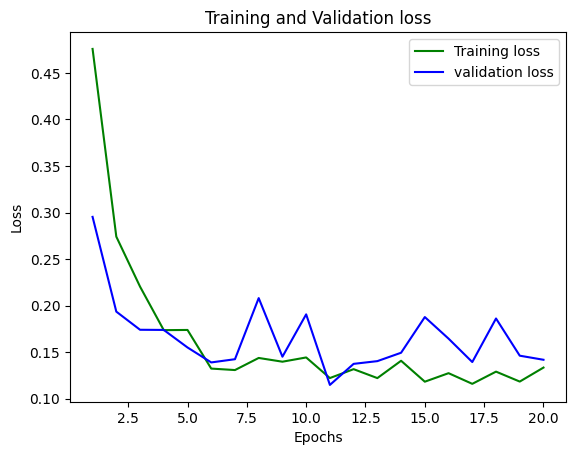 Training and Validation loss
Training loss
validation loss
0.45
0.40
0.35
0.30
0.25
0.20
0.15
0.10
Loss
2.5 5.0 7.5 10.0 12.5 15.0 17.5 20.0
Epochs